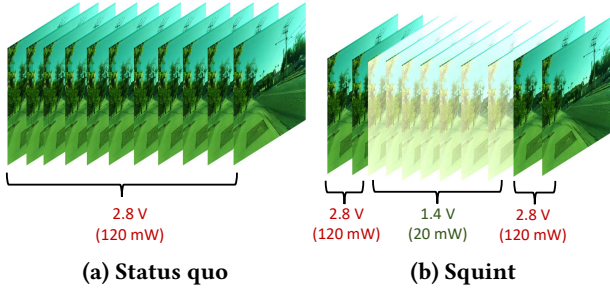 2.8 V
(120 mW)
2.8 V
(120 mW)
1.4 V
(20 mW)
2.8 V
(120 mW)
(a) Status quo
(b) Squint